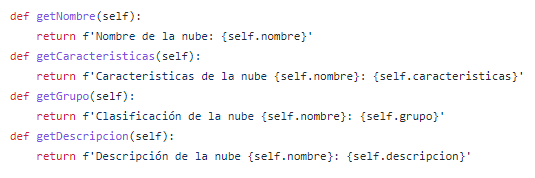 def getNombre(self):
    return f'Nombre de la nube: {self.nombre}'
def getCaracteristicas(self):
    return f'Caracteristicas de la nube {self.nombre}: {self.caracteristicas}'
def getGrupo(self):
    return f'Clasificación de la nube {self.nombre}: {self.grupo}'
def getDescripcion(self):
    return f'Descripción de la nube {self.nombre}: {self.descripcion}'